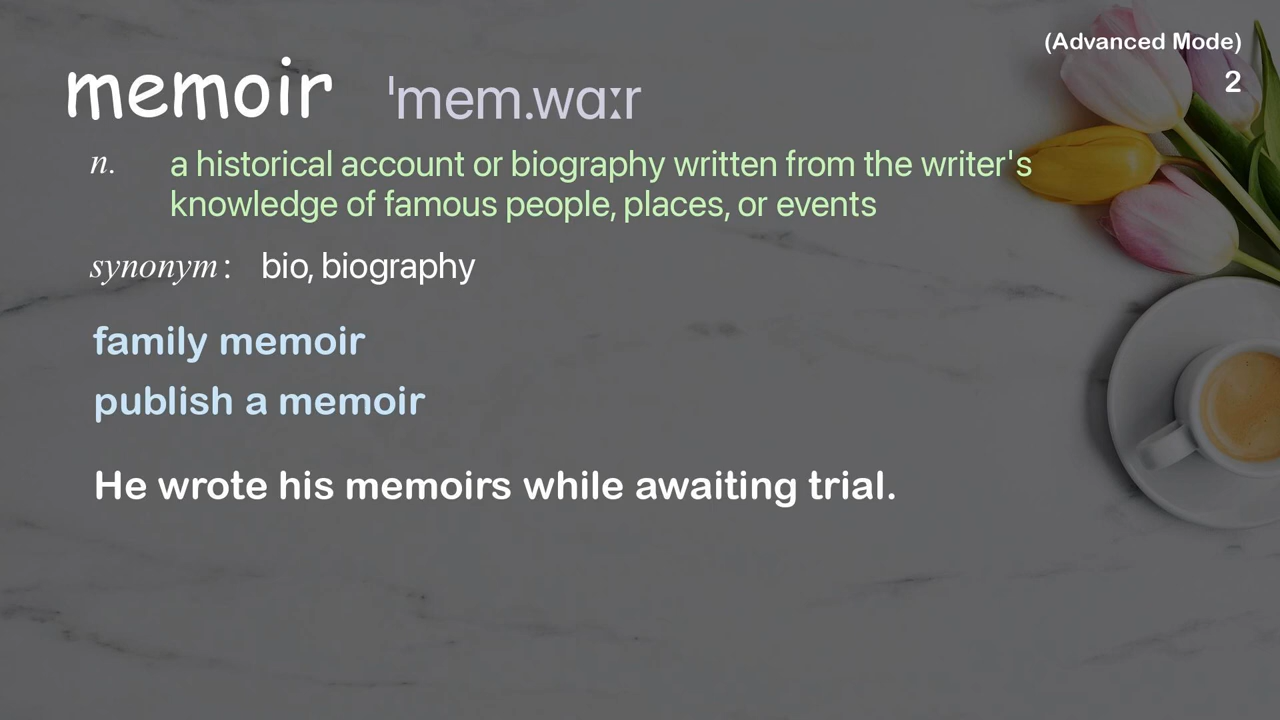 (Advanced Mode)
2
memoir ˈmem.wɑːr
n. a historical account or biography written from the writer's
knowledge of famous people, places, or events
synonym: bio, biography
family memoir
publish a memoir
He wrote his memoirs while awaiting trial.